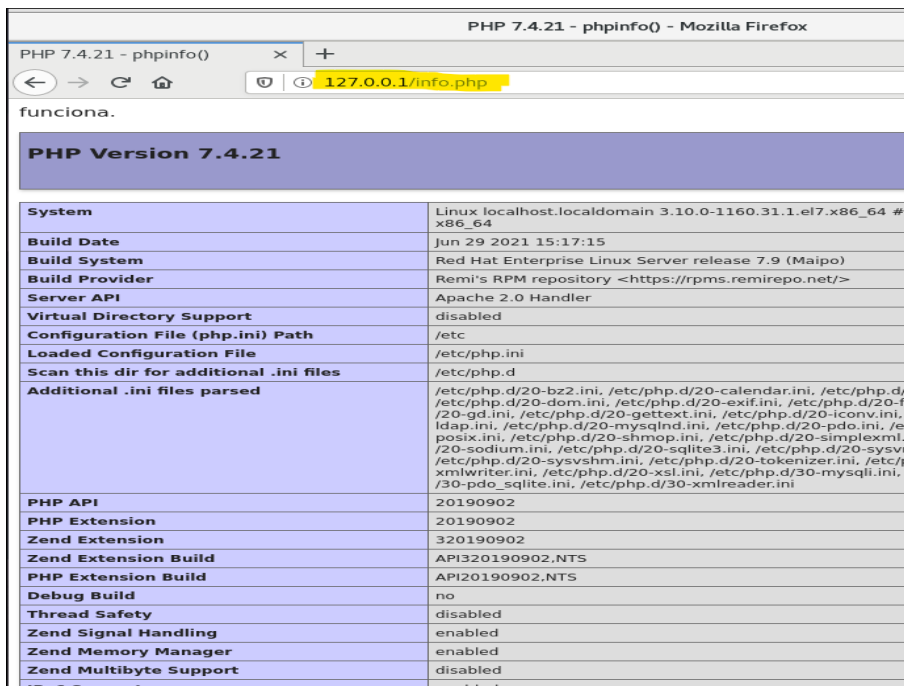 PHP 7.4.21 - phpinfo() - Mozilla Firefox
PHP 7.4.21 - phpinfo()
127.0.0.1/info.php
funciona.
PHP Version 7.4.21
System Linux localhost.localdomain 3.10.0-1160.31.1.el7.x86_64 #
x86_64
Build Date Jun 29 2021 15:17:15
Build System Red Hat Enterprise Linux Server release 7.9 (Maipo)
Build Provider Remi's RPM repository <https://rpms.remirepo.net/>
Server API Apache 2.0 Handler
Virtual Directory Support disabled
Configuration File (php.ini) Path /etc
Loaded Configuration File /etc/php.ini
Scan this dir for additional .ini files /etc/php.d
Additional .ini files parsed /etc/php.d/20-bz2.ini, /etc/php.d/20-calendar.ini, /etc/php.d/
/etc/php.d/20-dom.ini, /etc/php.d/20-exif.ini, /etc/php.d/20-f
/20-gd.ini, /etc/php.d/20-gettext.ini, /etc/php.d/20-iconv.ini,
ldap.ini, /etc/php.d/20-mysqlnd.ini, /etc/php.d/20-pdo.ini, /e
posix.ini, /etc/php.d/20-shmop.ini, /etc/php.d/20-simplexml.
/20-sodium.ini, /etc/php.d/20-sqlite3.ini, /etc/php.d/20-sysv
/etc/php.d/20-sysvshm.ini, /etc/php.d/20-tokenizer.ini, /etc/p
xmlwriter.ini, /etc/php.d/20-xsl.ini, /etc/php.d/30-mysqli.ini,
/30-pdo_sqlite.ini, /etc/php.d/30-xmlreader.ini
PHP API 20190902
PHP Extension 20190902
Zend Extension 320190902
Zend Extension Build API320190902,NTS
PHP Extension Build API20190902,NTS
Debug Build no
Thread Safety disabled
Zend Signal Handling enabled
Zend Memory Manager enabled
Zend Multibyte Support disabled